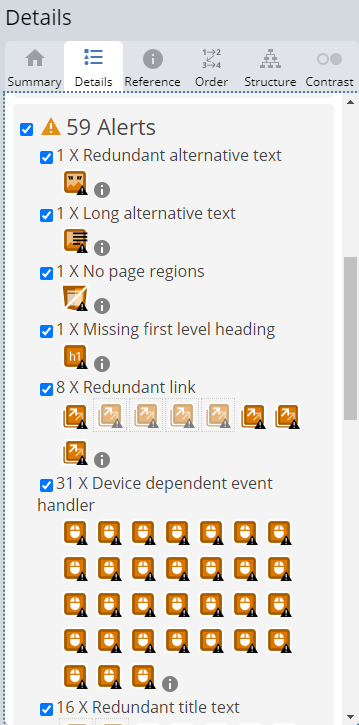 Details
Summary Details Reference Order Structure Contrast
59 Alerts
1 X Redundant alternative text
1 X Long alternative text
1 X No page regions
1 X Missing first level heading
h1
8 X Redundant link
31 X Device dependent event
handler
16 X Redundant title text